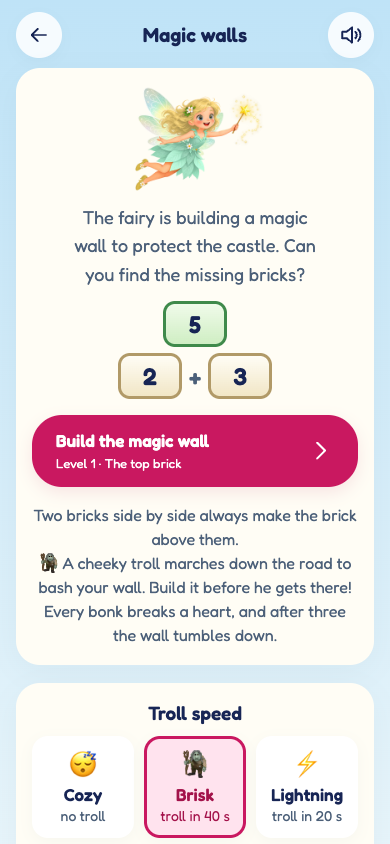 Magic walls
The fairy is building a magic
wall to protect the castle. Can
you find the missing bricks?
5
2 + 3
Build the magic wall
Level 1 · The top brick
Two bricks side by side always make the brick
above them.
🧌 A cheeky troll marches down the road to
bash your wall. Build it before he gets there!
Every bonk breaks a heart, and after three
the wall tumbles down.
Troll speed
Cozy
no troll
Brisk
troll in 40 s
Lightning
troll in 20 s